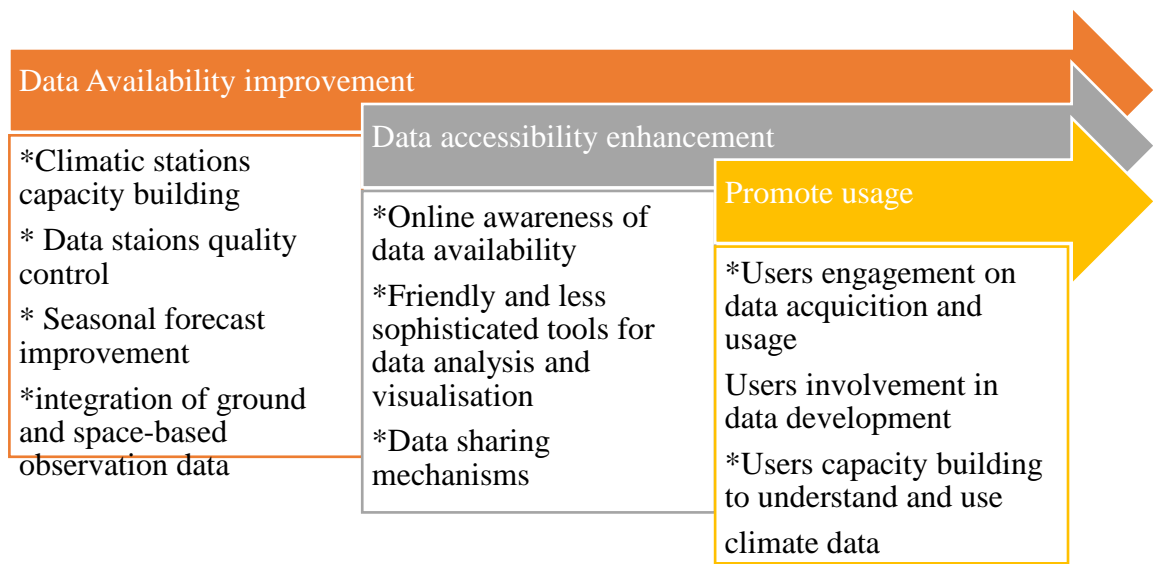 Data Availability improvement
*Climatic stations
capacity building
* Data staions quality
control
* Seasonal forecast
improvement
*integration of ground
and space-based
observation data
Data accessibility enhancement
*Online awareness of
data availability
*Friendly and less
sophisticated tools for
data analysis and
visualisation
*Data sharing
mechanisms
Promote usage
*Users engagement on
data acquicition and
usage
Users involvement in
data development
*Users capacity building
to understand and use
climate data